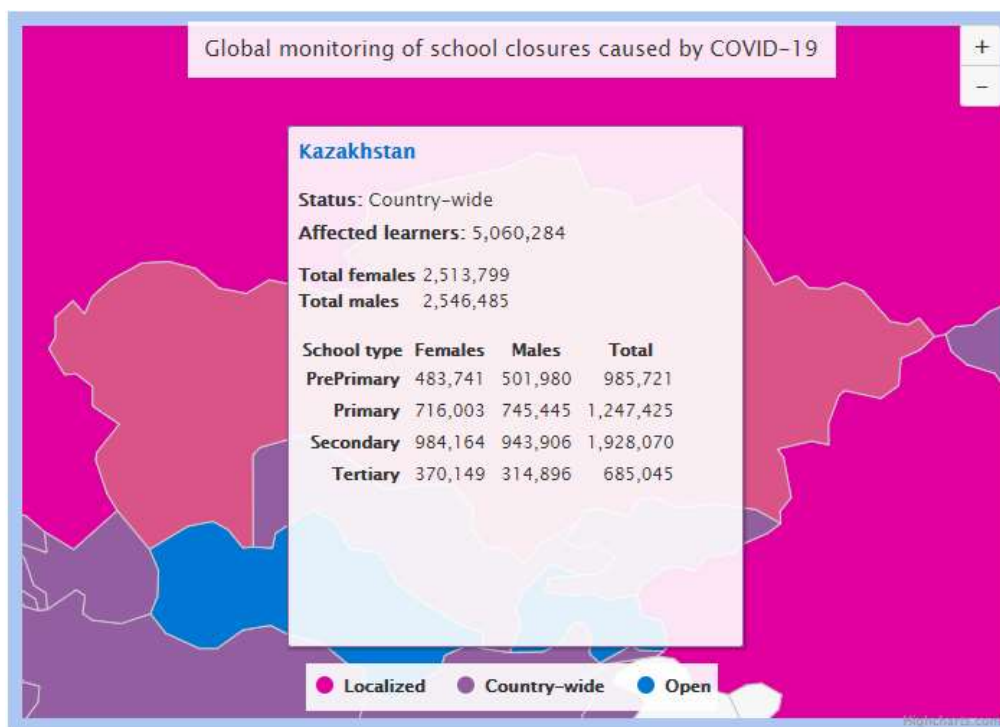 Global monitoring of school closures caused by COVID-19
+
-
Kazakhstan
Status: Country-wide
Affected learners: 5,060,284
Total females 2,513,799
Total males 2,546,485
School type Females Males Total
PrePrimary 483,741 501,980 985,721
Primary 716,003 745,445 1,247,425
Secondary 984,164 943,906 1,928,070
Tertiary 370,149 314,896 685,045
Localized Country-wide Open
Highcharts.com